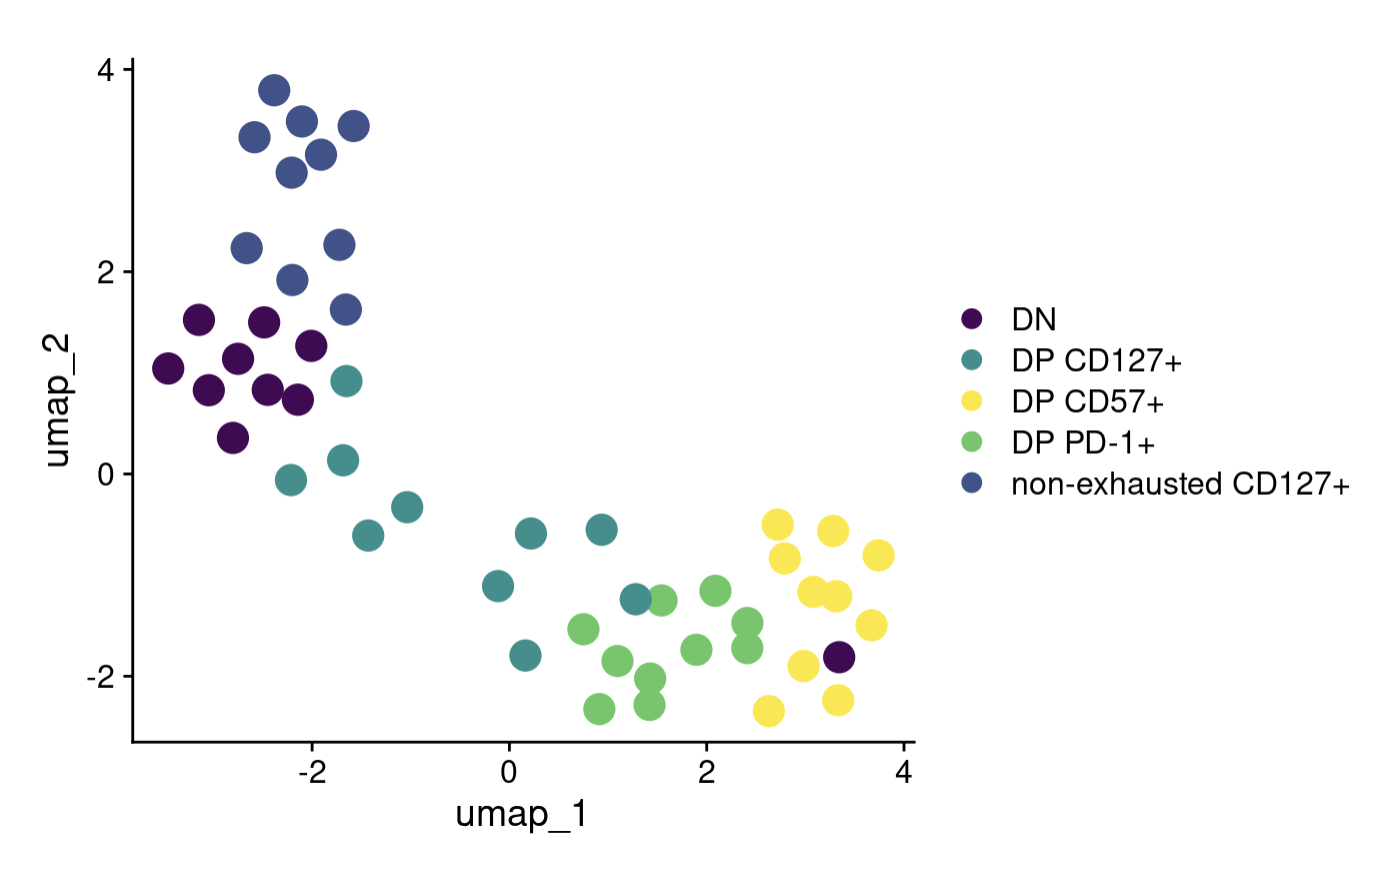 4
2
0
-2
umap_2
-2 0 2 4
umap_1
DN
DP CD127+
DP CD57+
DP PD-1+
non-exhausted CD127+